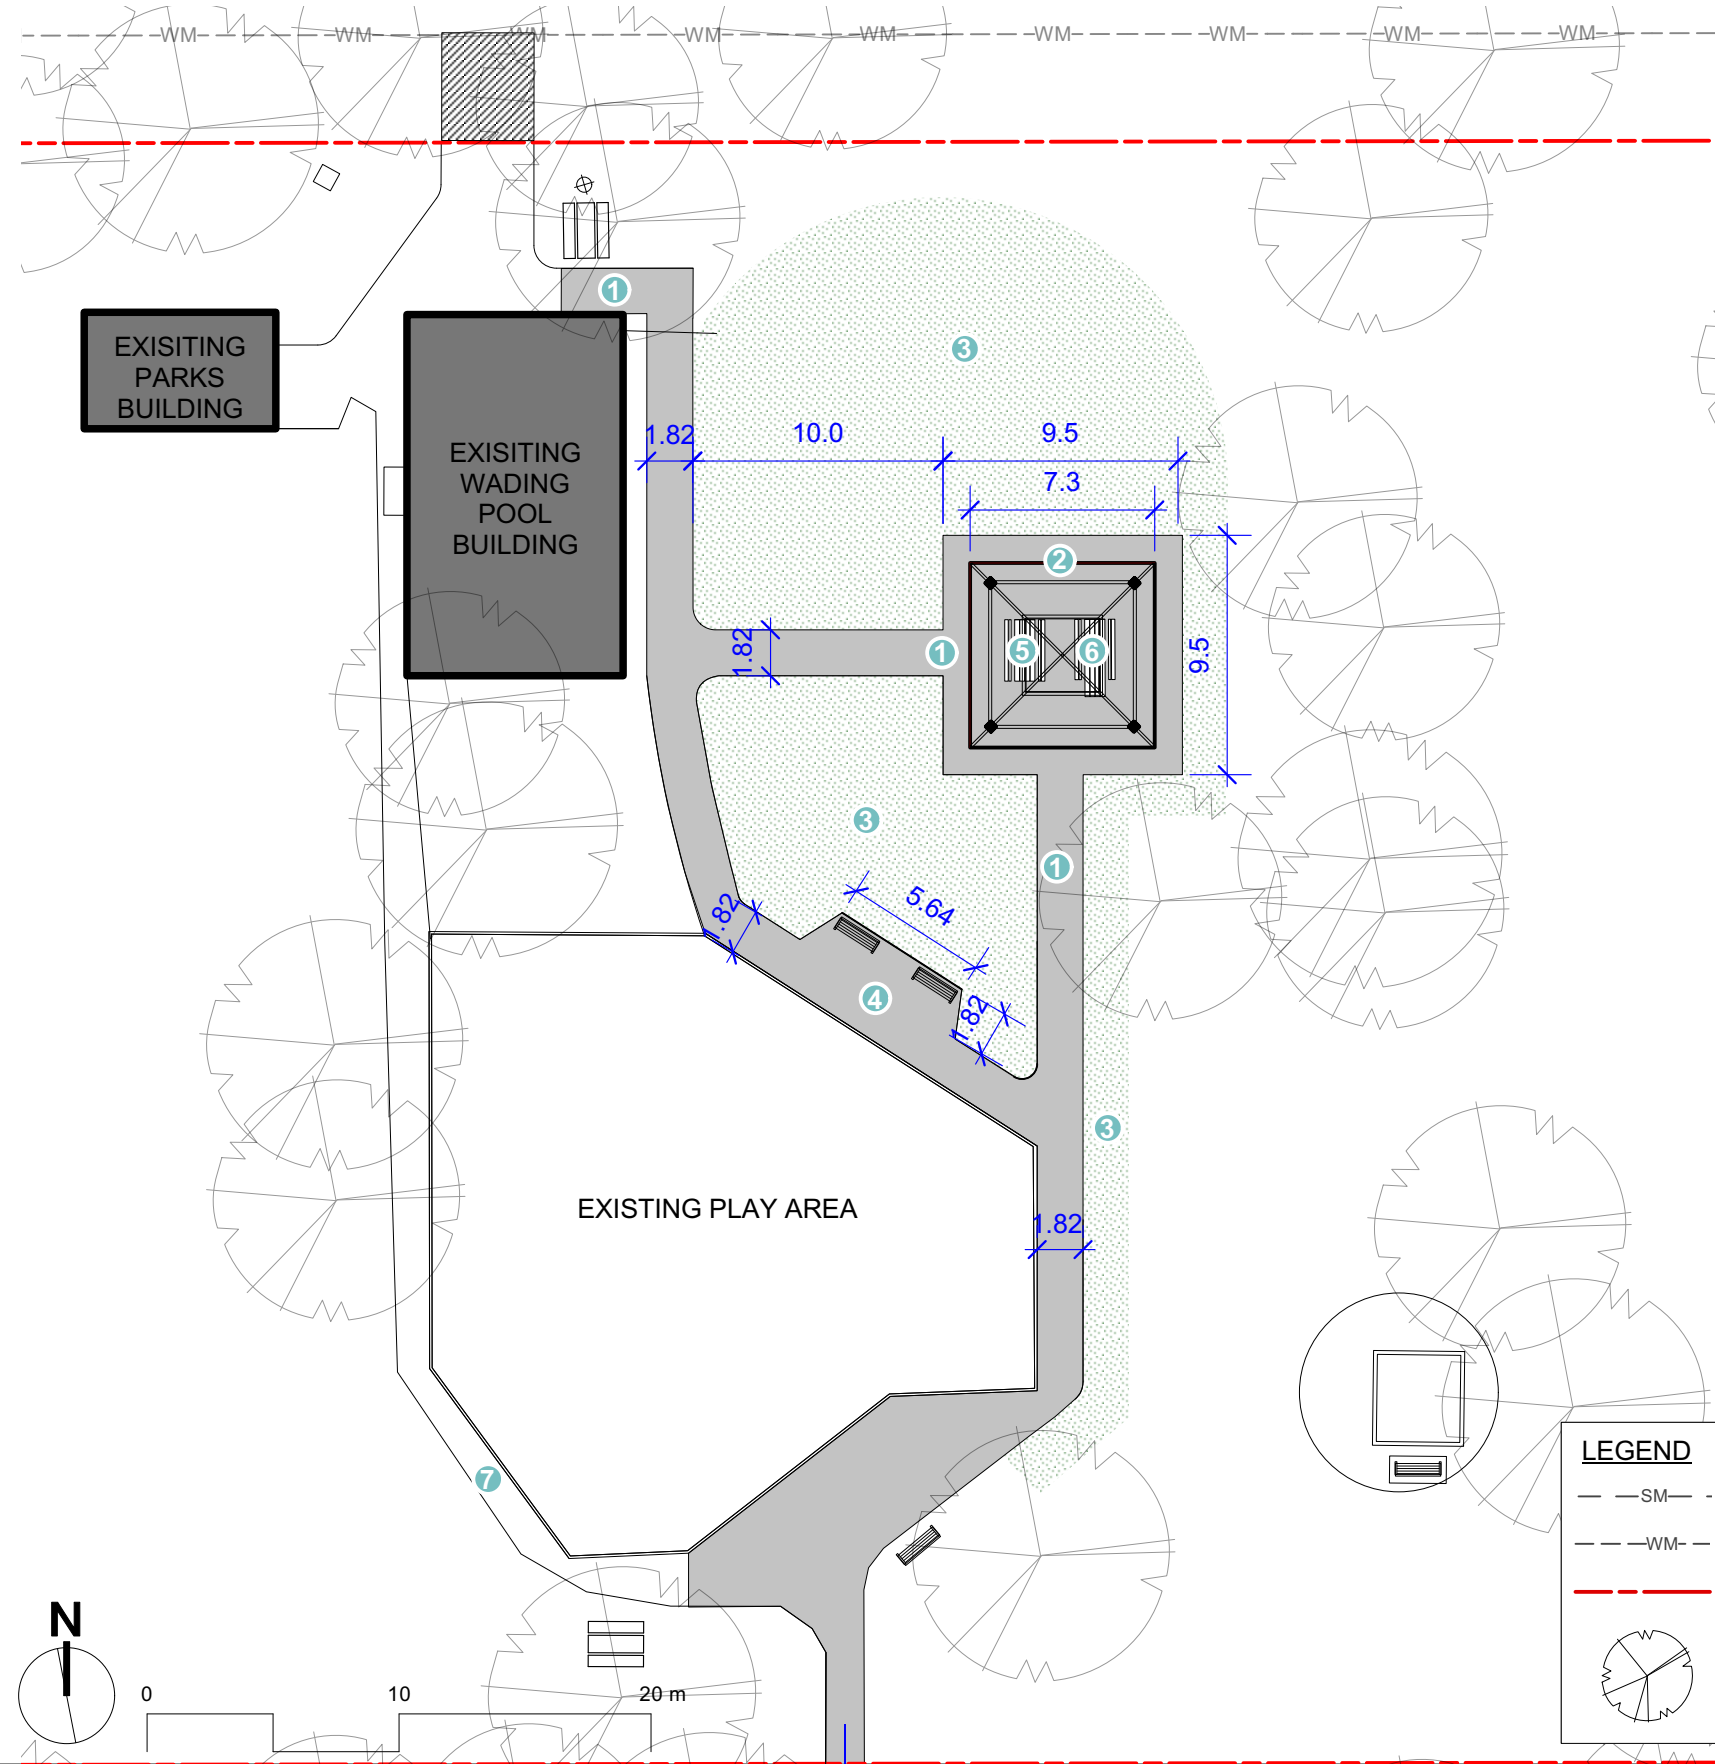 WM WM WM WM WM WM WM WM WM
1
EXISITING
PARKS
BUILDING
EXISITING
WADING
POOL
BUILDING
3
1.82 10.0 9.5
7.3
2
1.82
1
5
6
9.5
3
1
5.64
1.82
4
1.82
3
EXISTING PLAY AREA
1.82
7
LEGEND
SM
WM
N
0 10 20 m